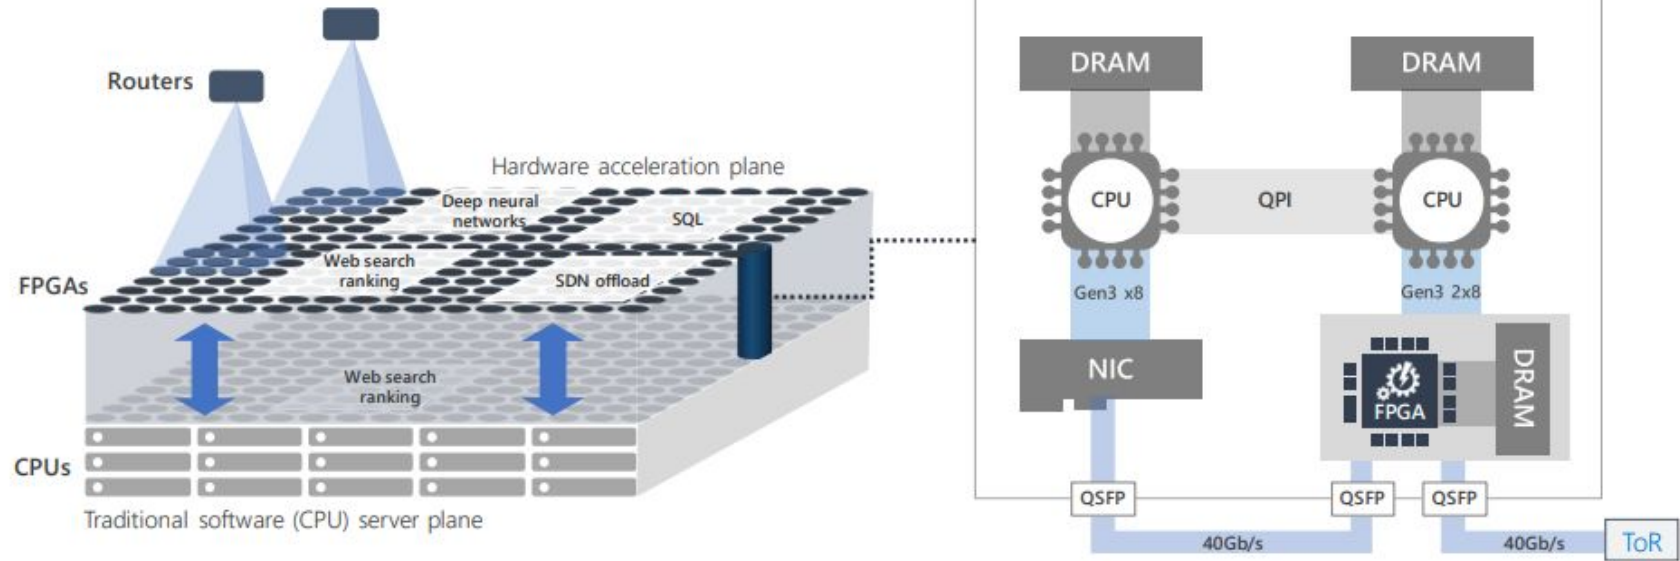 Routers
Hardware acceleration plane
Deep neural
networks
SQL
Web search
ranking
SDN offload
FPGAs
Web search
ranking
CPUs
Traditional software (CPU) server plane
DRAM
DRAM
CPU
QPI
CPU
Gen3 x8
Gen3 2x8
NIC
FPGA
DRAM
QSFP
QSFP
QSFP
40Gb/s
40Gb/s
ToR